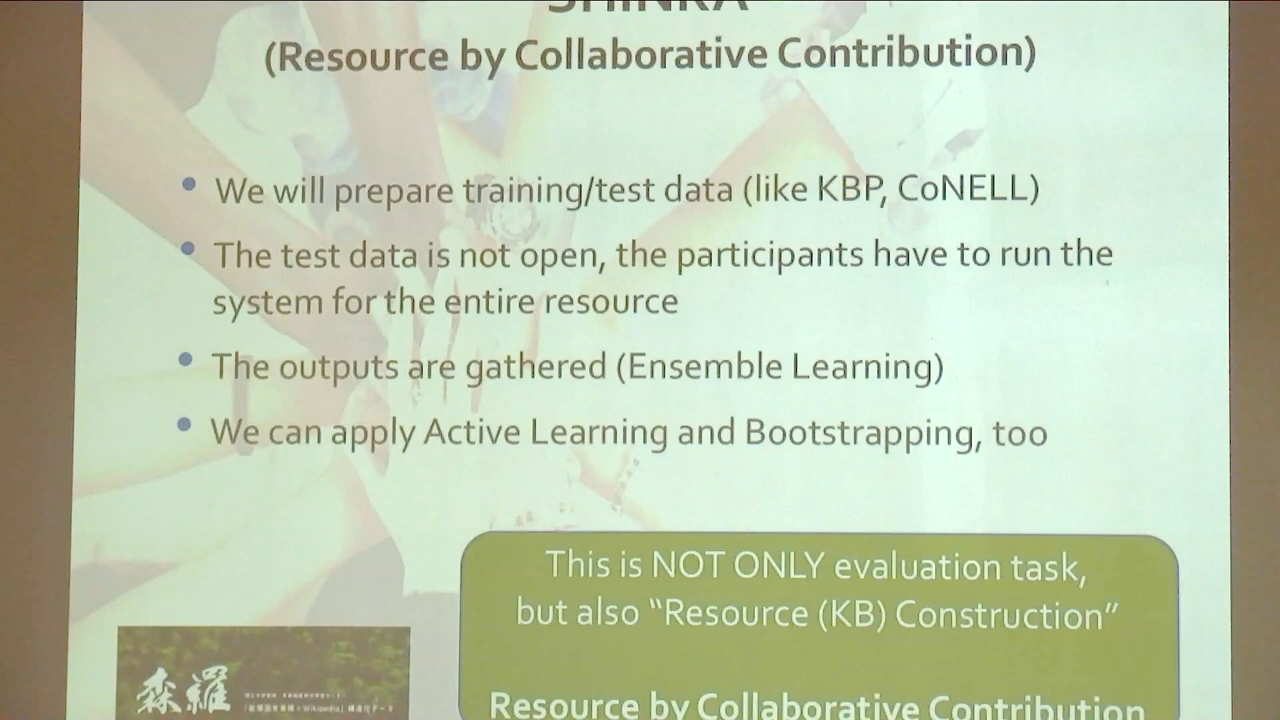 (Resource by Collaborative Contribution)
• We will prepare training/test data (like KBP, CoNELL)
• The test data is not open, the participants have to run the
system for the entire resource
• The outputs are gathered (Ensemble Learning)
• We can apply Active Learning and Bootstrapping, too
This is NOT ONLY evaluation task,
but also “Resource (KB) Construction”
Resource by Collaborative Contribution
森羅